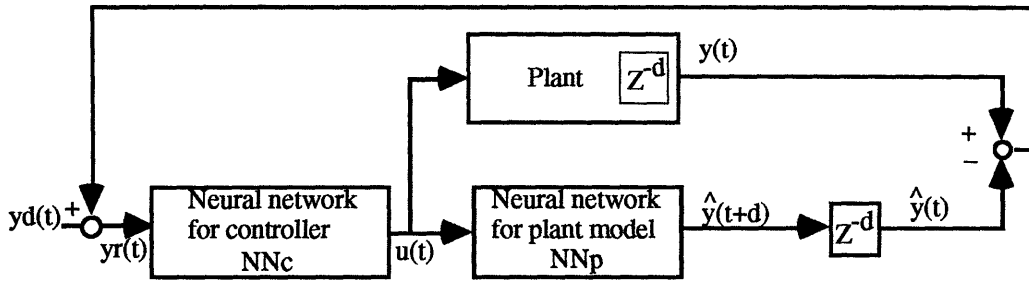 y(t)
Plant
Z^-d
+
−
yd(t)
+
yr(t)
Neural network
for controller
NNc
u(t)
Neural network
for plant model
NNp
ŷ(t+d)
Z^-d
ŷ(t)